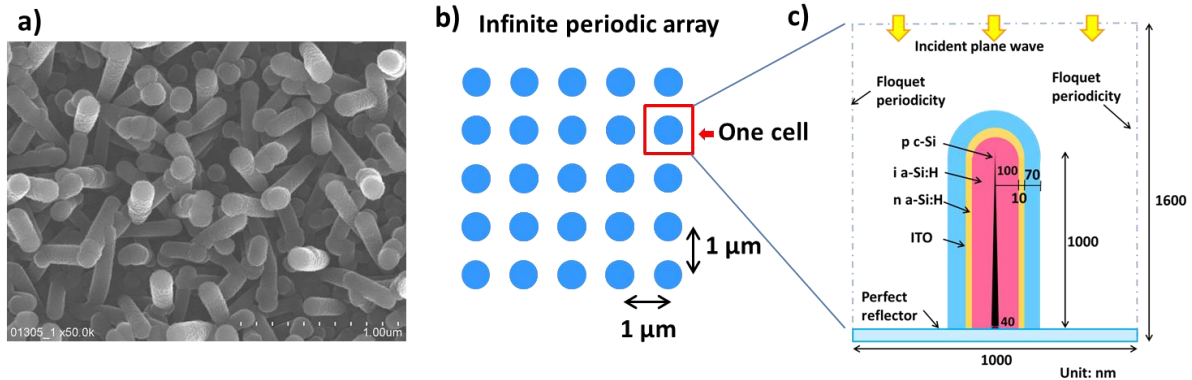 a)
01305_1 x50.0k
1.00um
b)
Infinite periodic array
One cell
1 μm
1 μm
c)
Incident plane wave
Floquet
periodicity
Floquet
periodicity
p c-Si
i a-Si:H
n a-Si:H
ITO
100
70
10
1000
1600
Perfect
reflector
40
1000
Unit: nm